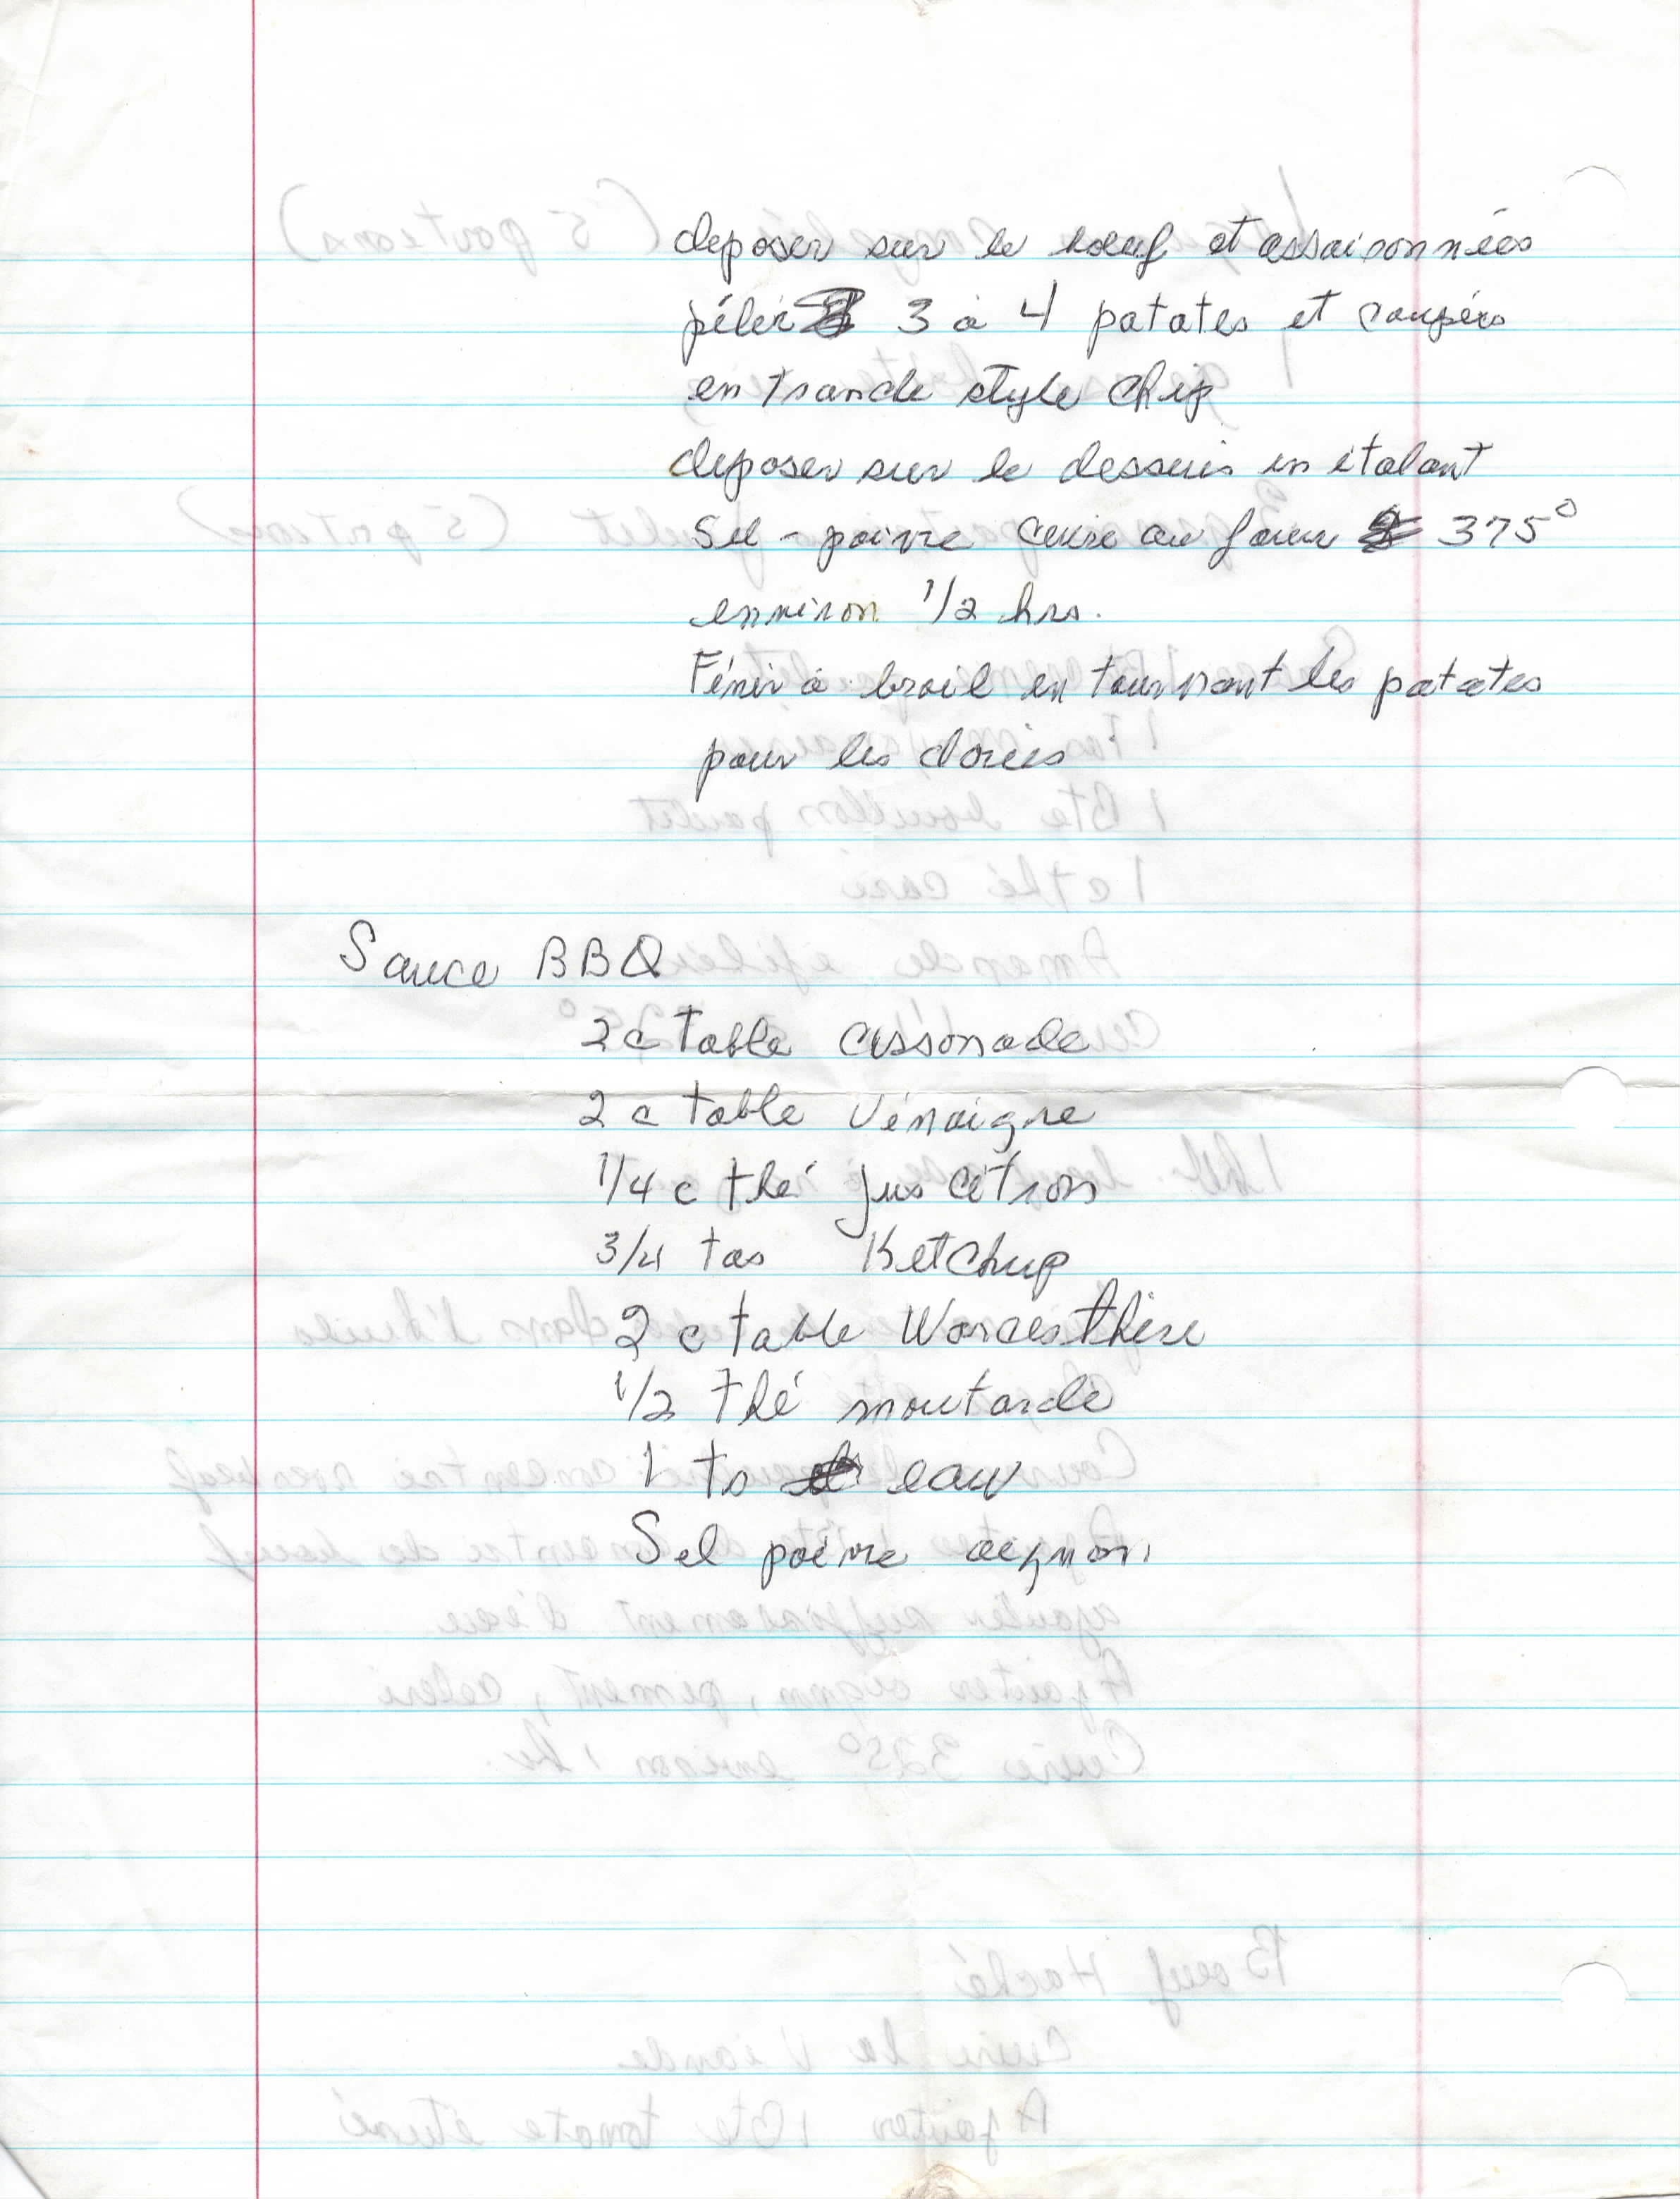 deposer sur le boeuf et assaisonnées
péler 3 à 4 patates et coupées
en tranche style chip
deposer sur le dessus en étalant
Sel - poivre cuire au four 375°
environ 1/2 hrs.
Fénir à broil en tournant les patates
pour les dorées
Sauce BBQ
2 c table cassonade
2 c table Vénaigre
1/4 c thé jus citron
3/4 tas Ketchup
2 c table Worcesthire
1/2 thé moutarde
1 ts eau
Sel poivre oignon